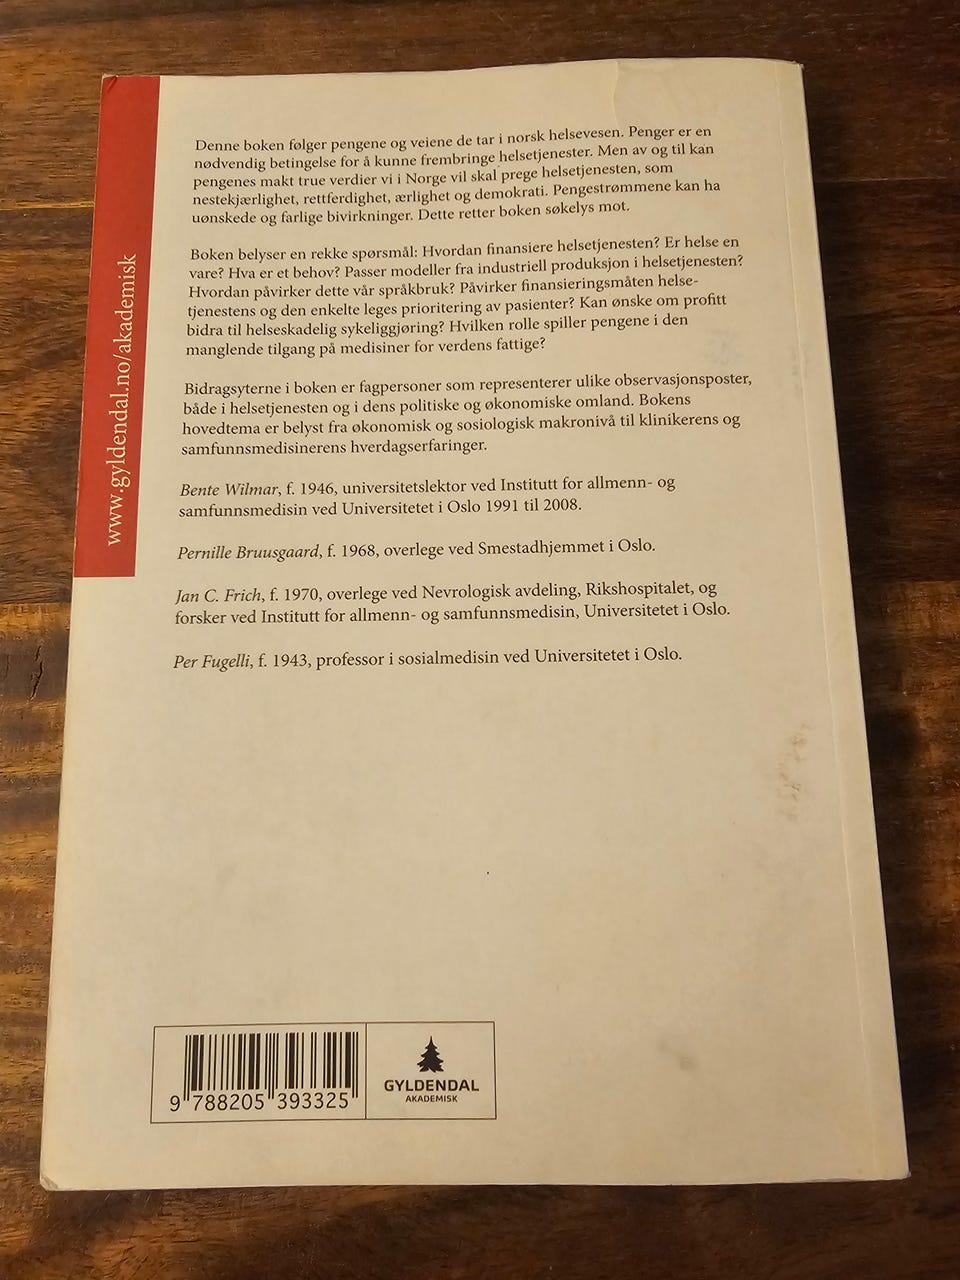 www.gyldendal.no/akademisk
Denne boken følger pengene og veiene de tar i norsk helsevesen. Penger er en
nødvendig betingelse for å kunne frembringe helsetjenester. Men av og til kan
pengenes makt true verdier vi i Norge vil skal prege helsetjenesten, som
nestekjærlighet, rettferdighet, ærlighet og demokrati. Pengestrømmene kan ha
uønskede og farlige bivirkninger. Dette retter boken søkelys mot.
Boken belyser en rekke spørsmål: Hvordan finansiere helsetjenesten? Er helse en
vare? Hva er et behov? Passer modeller fra industriell produksjon i helsetjenesten?
Hvordan påvirker dette vår språkbruk? Påvirker finansieringsmåten helse-
tjenestens og den enkelte leges prioritering av pasienter? Kan ønske om profitt
bidra til helseskadelig sykeliggjøring? Hvilken rolle spiller pengene i den
manglende tilgang på medisiner for verdens fattige?
Bidragsyterne i boken er fagpersoner som representerer ulike observasjonsposter,
både i helsetjenesten og i dens politiske og økonomiske omland. Bokens
hovedtema er belyst fra økonomisk og sosiologisk makronivå til klinikerens og
samfunnsmedisinerens hverdagserfaringer.
Bente Wilmar, f. 1946, universitetslektor ved Institutt for allmenn- og
samfunnsmedisin ved Universitetet i Oslo 1991 til 2008.
Pernille Bruusgaard, f. 1968, overlege ved Smestadhjemmet i Oslo.
Jan C. Frich, f. 1970, overlege ved Nevrologisk avdeling, Rikshospitalet, og
forsker ved Institutt for allmenn- og samfunnsmedisin, Universitetet i Oslo.
Per Fugelli, f. 1943, professor i sosialmedisin ved Universitetet i Oslo.
9 788205 393325
GYLDENDAL
AKADEMISK